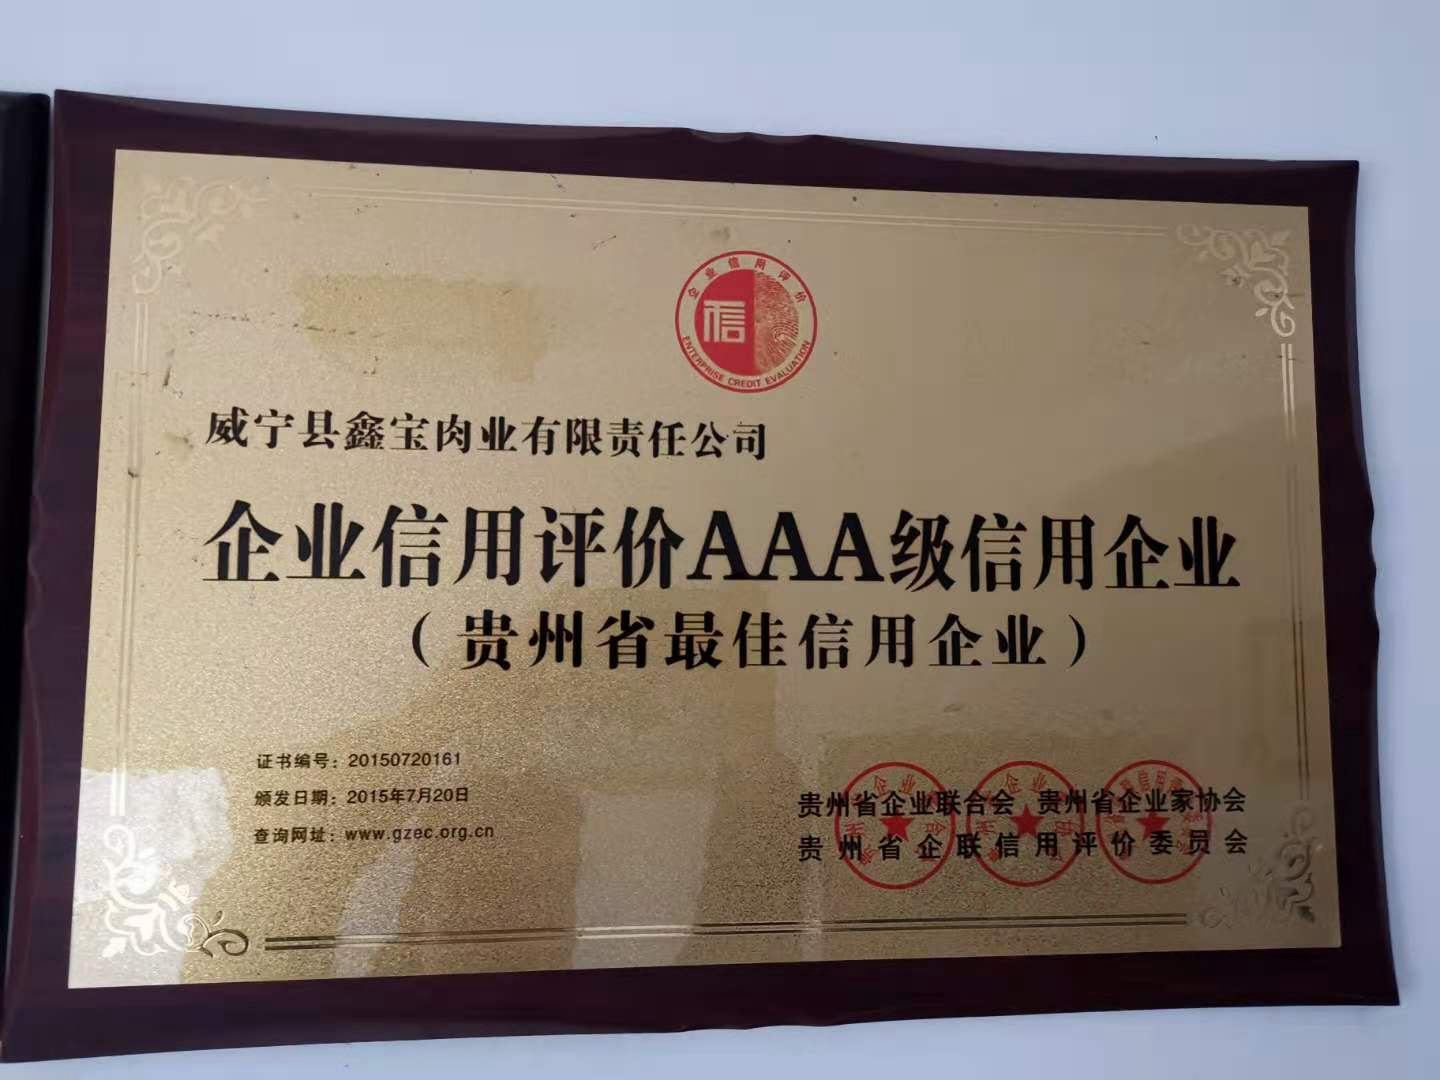 企业信用评价
信
ENTERPRISE CREDIT EVALUATION
威宁县鑫宝肉业有限责任公司
企业信用评价AAA级信用企业
（贵州省最佳信用企业）
证书编号：20150720161
颁发日期：2015年7月20日
查询网址：www.gzec.org.cn
贵州省企业联合会 贵州省企业家协会
贵州省企联信用评价委员会